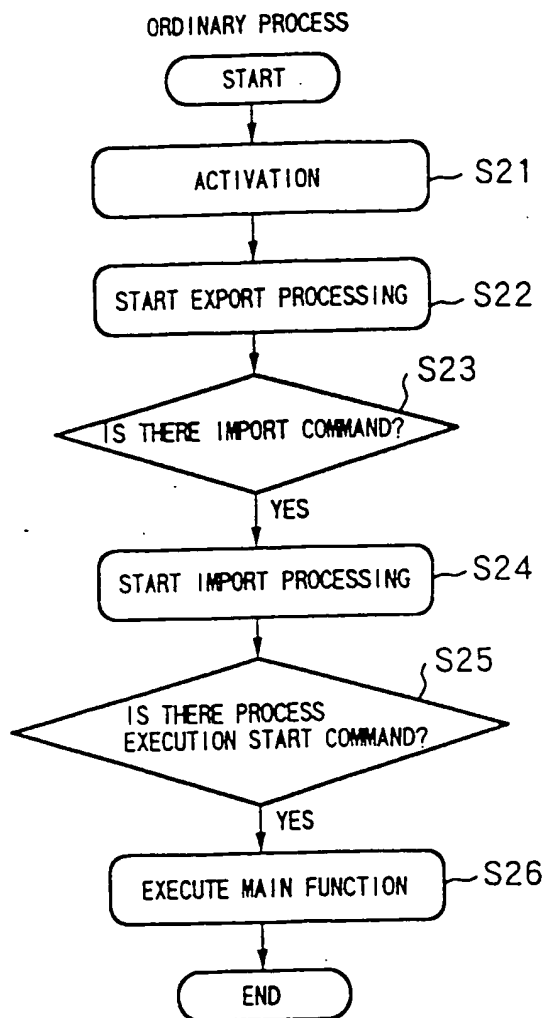 ORDINARY PROCESS
START
ACTIVATION
S21
START EXPORT PROCESSING
S22
S23
IS THERE IMPORT COMMAND?
YES
START IMPORT PROCESSING
S24
S25
IS THERE PROCESS
EXECUTION START COMMAND?
YES
EXECUTE MAIN FUNCTION
S26
END